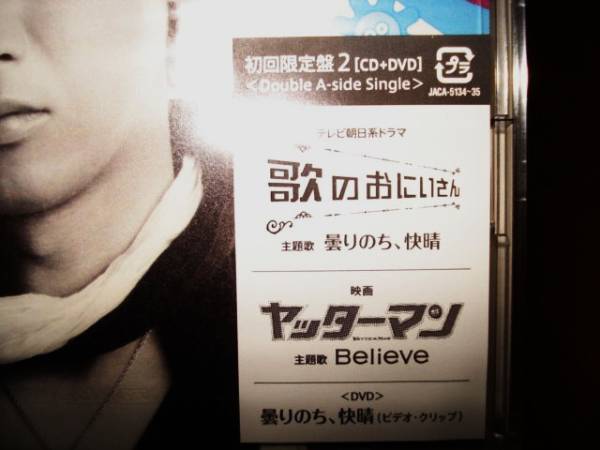 初回限定盤2[CD+DVD]
<Double A-side Single>
プラ
JACA-5134~35
テレビ朝日系ドラマ
歌のおにいさん
主題歌 曇りのち、快晴
映画
ヤッターマン
主題歌 Believe
<DVD>
曇りのち、快晴(ビデオ・クリップ)